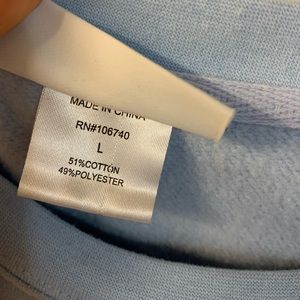 MADE IN CHINA
RN#106740
L
51%COTTON
49%POLYESTER